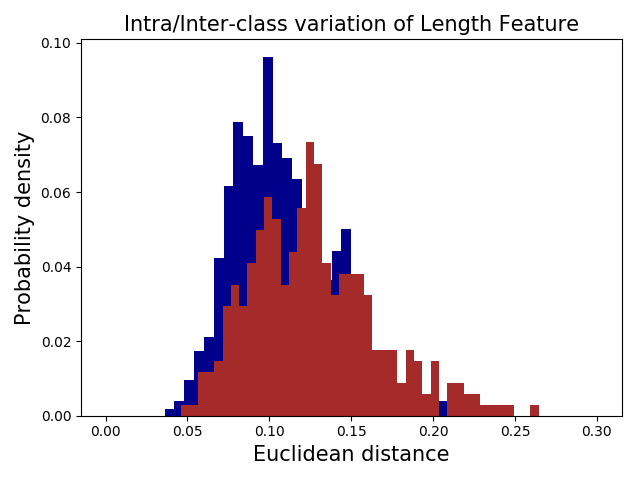 Intra/Inter-class variation of Length Feature
0.10
0.08
0.06
0.04
0.02
0.00
Probability density
0.00 0.05 0.10 0.15 0.20 0.25 0.30
Euclidean distance